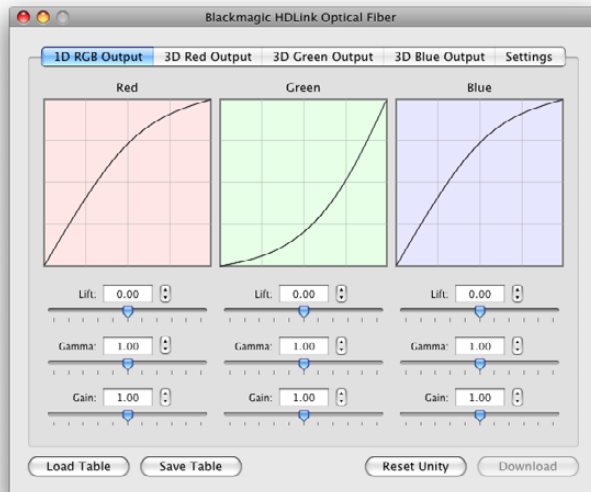 Blackmagic HDLink Optical Fiber
1D RGB Output 3D Red Output 3D Green Output 3D Blue Output Settings
Red Green Blue
Lift: 0.00 Lift: 0.00 Lift: 0.00
Gamma: 1.00 Gamma: 1.00 Gamma: 1.00
Gain: 1.00 Gain: 1.00 Gain: 1.00
Load Table Save Table Reset Unity Download